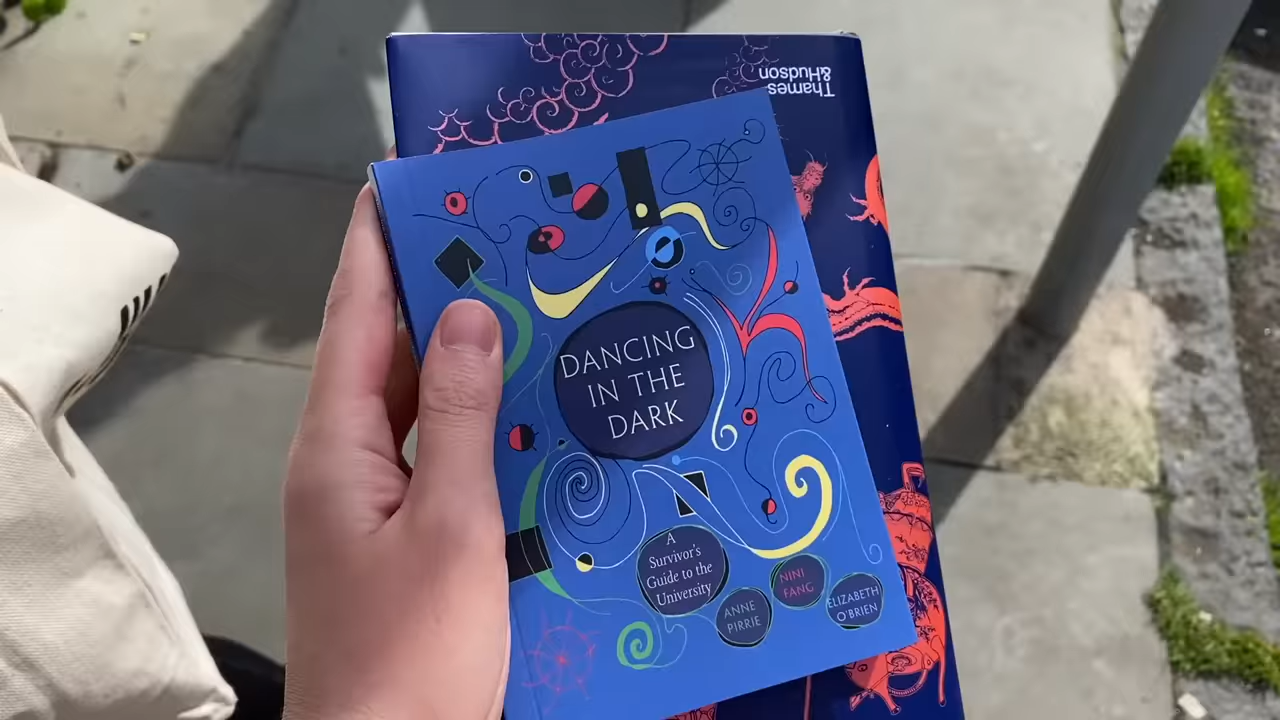 Thames
&Hudson
DANCING
IN THE
DARK
A
Survivor's
Guide to the
University
ANNE
PIRRIE
NINI
FANG
ELIZABETH
O'BRIEN